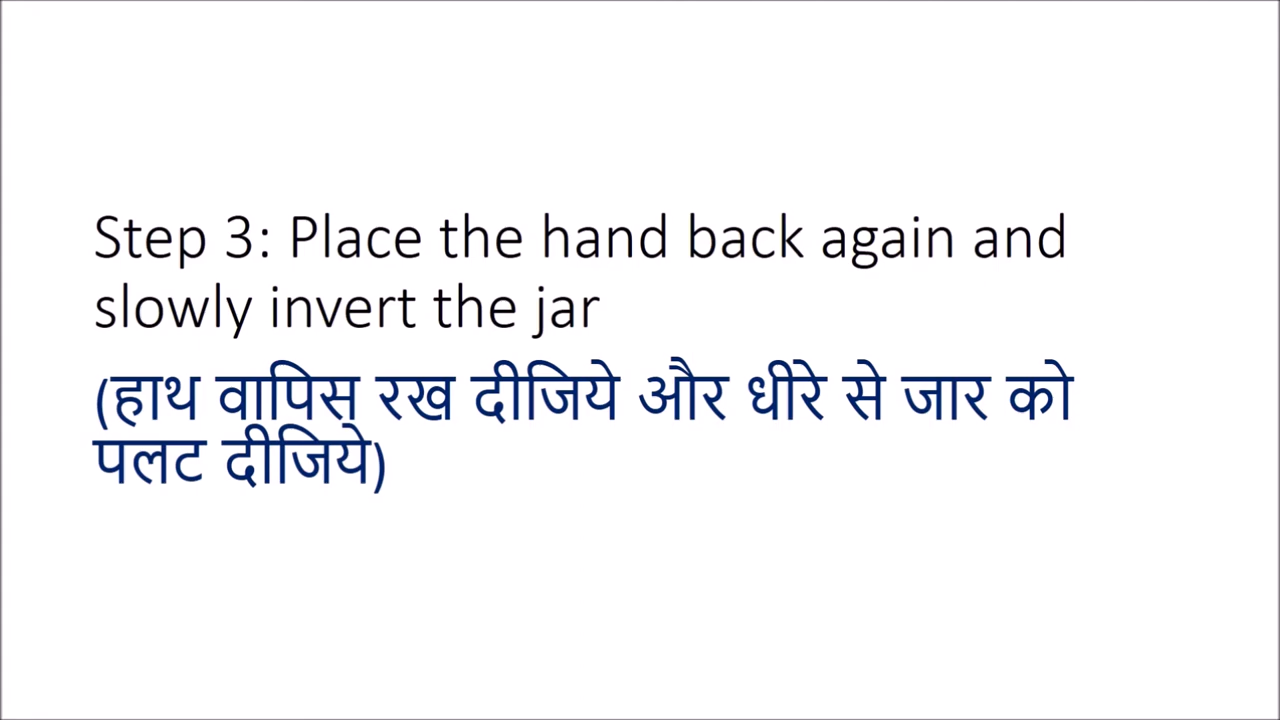 Step 3: Place the hand back again and
slowly invert the jar
(हाथ वापिस रख दीजिये और धीरे से जार को
पलट दीजिये)